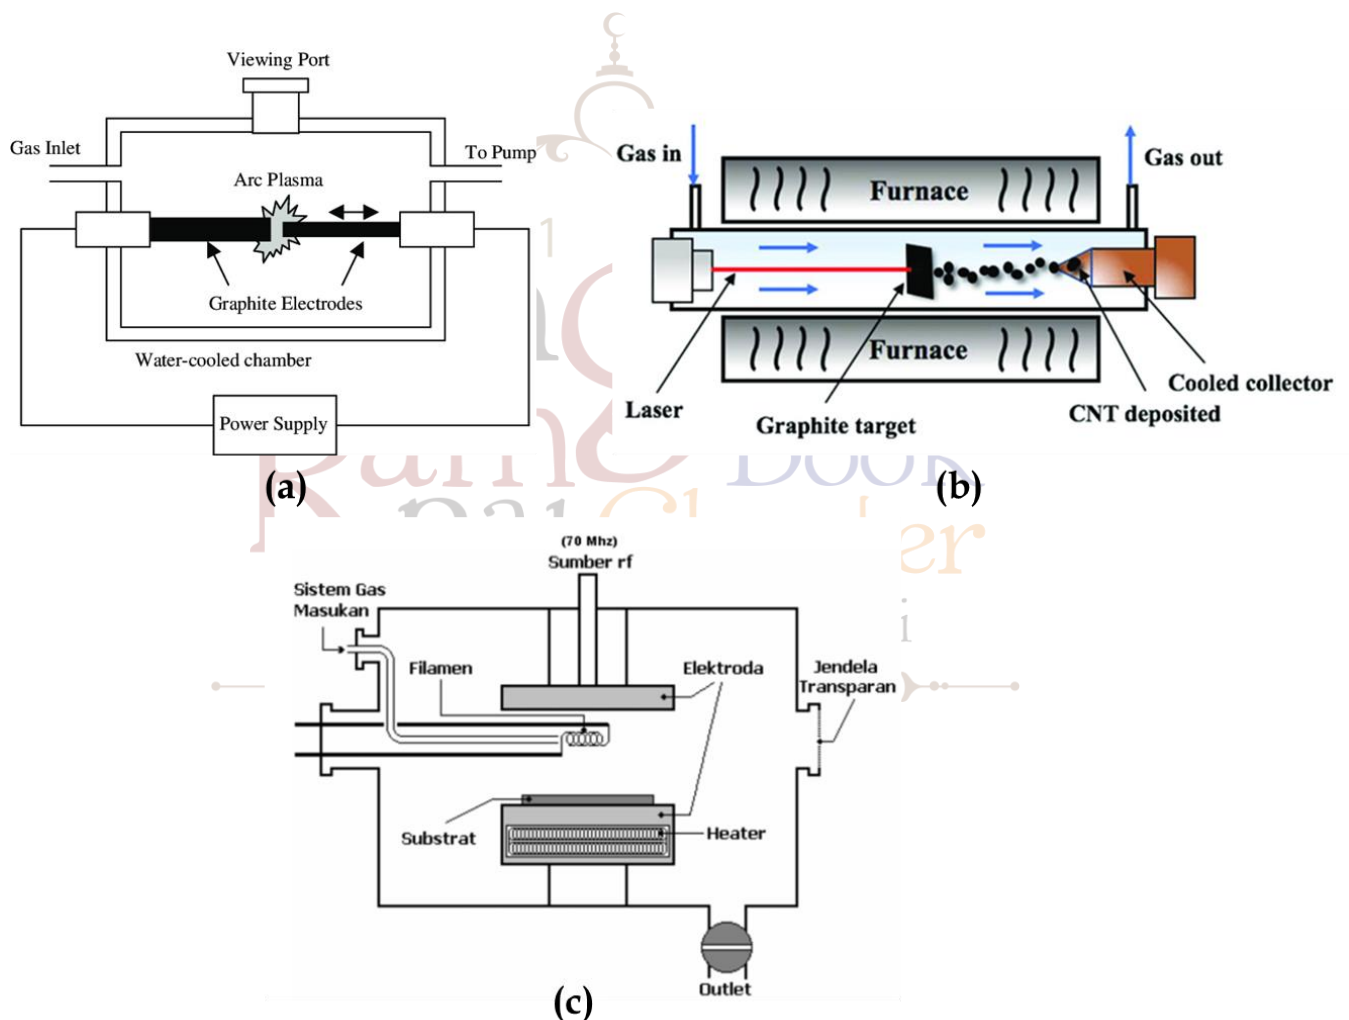 Viewing Port
Gas Inlet
To Pump
Arc Plasma
Graphite Electrodes
Water-cooled chamber
Power Supply
(a)
Gas in
Gas out
Furnace
Furnace
Laser
Graphite target
CNT deposited
Cooled collector
(b)
(70 Mhz)
Sumber rf
Sistem Gas
Masukan
Filamen
Elektroda
Jendela
Transparan
Substrat
Heater
Outlet
(c)